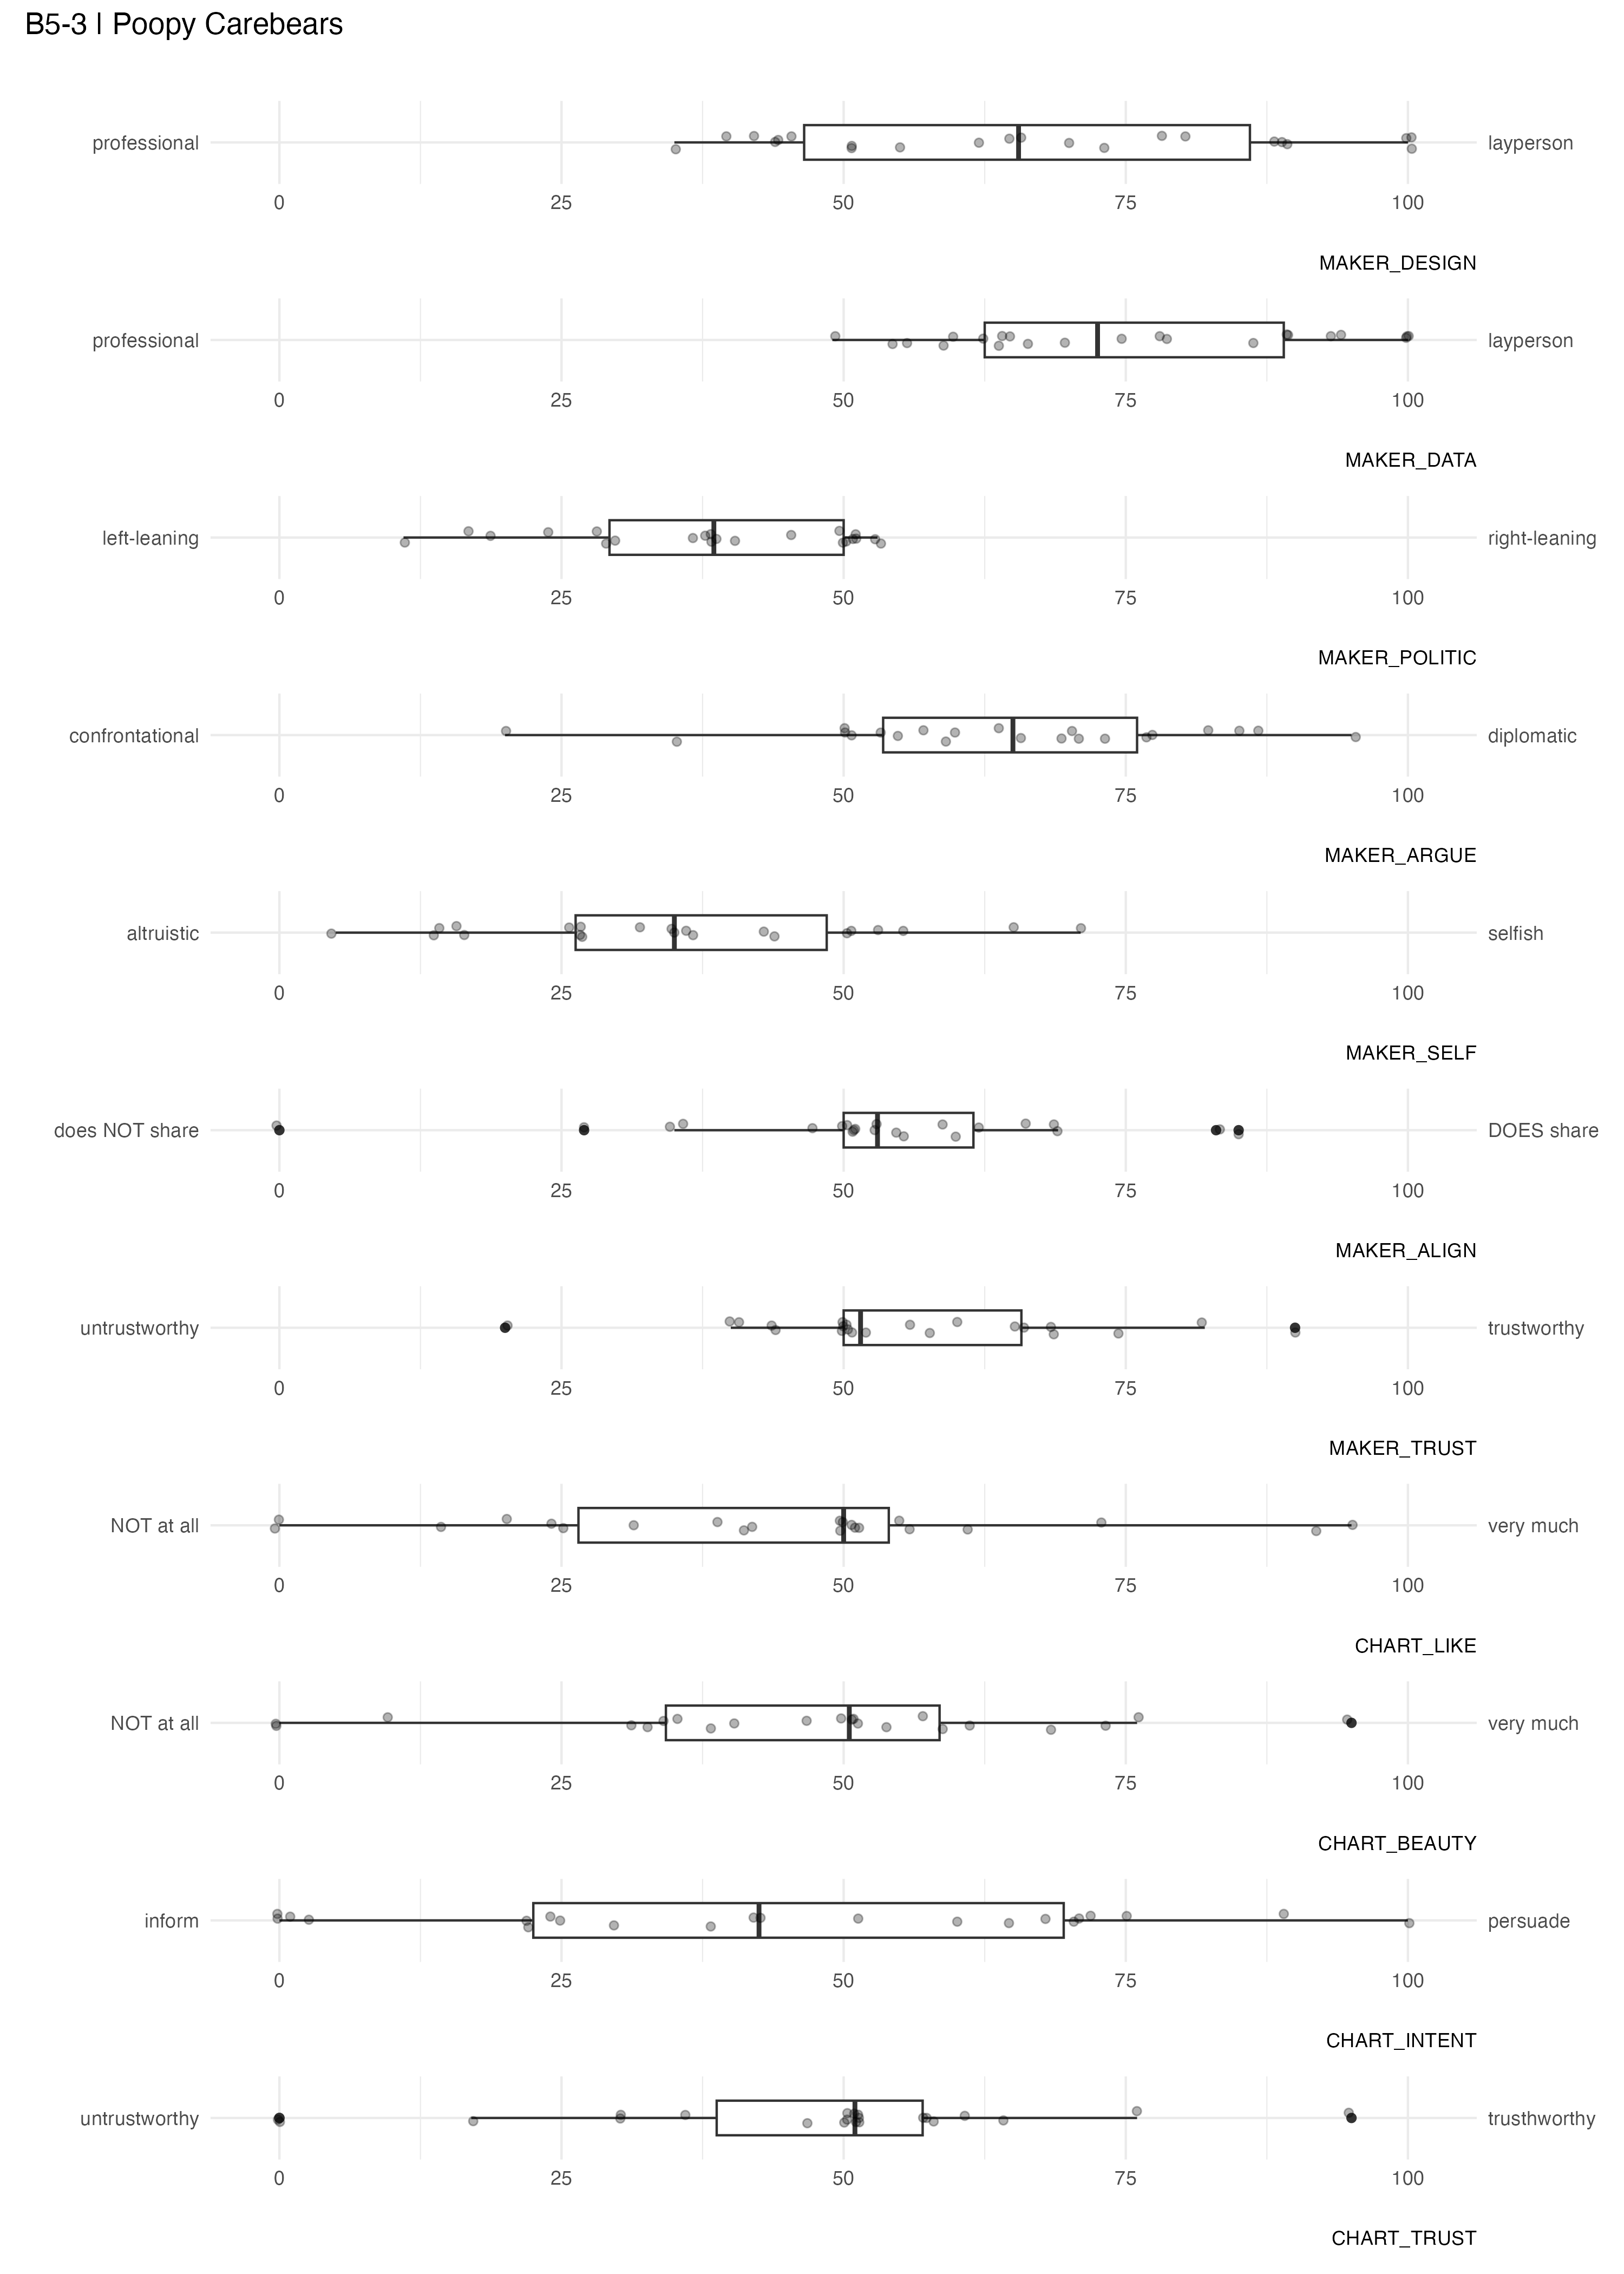 B5-3 | Poopy Carebears
professional layperson
0 25 50 75 100
MAKER_DESIGN
professional layperson
0 25 50 75 100
MAKER_DATA
left-leaning right-leaning
0 25 50 75 100
MAKER_POLITIC
confrontational diplomatic
0 25 50 75 100
MAKER_ARGUE
altruistic selfish
0 25 50 75 100
MAKER_SELF
does NOT share DOES share
0 25 50 75 100
MAKER_ALIGN
untrustworthy trustworthy
0 25 50 75 100
MAKER_TRUST
NOT at all very much
0 25 50 75 100
CHART_LIKE
NOT at all very much
0 25 50 75 100
CHART_BEAUTY
inform persuade
0 25 50 75 100
CHART_INTENT
untrustworthy trusthworthy
0 25 50 75 100
CHART_TRUST